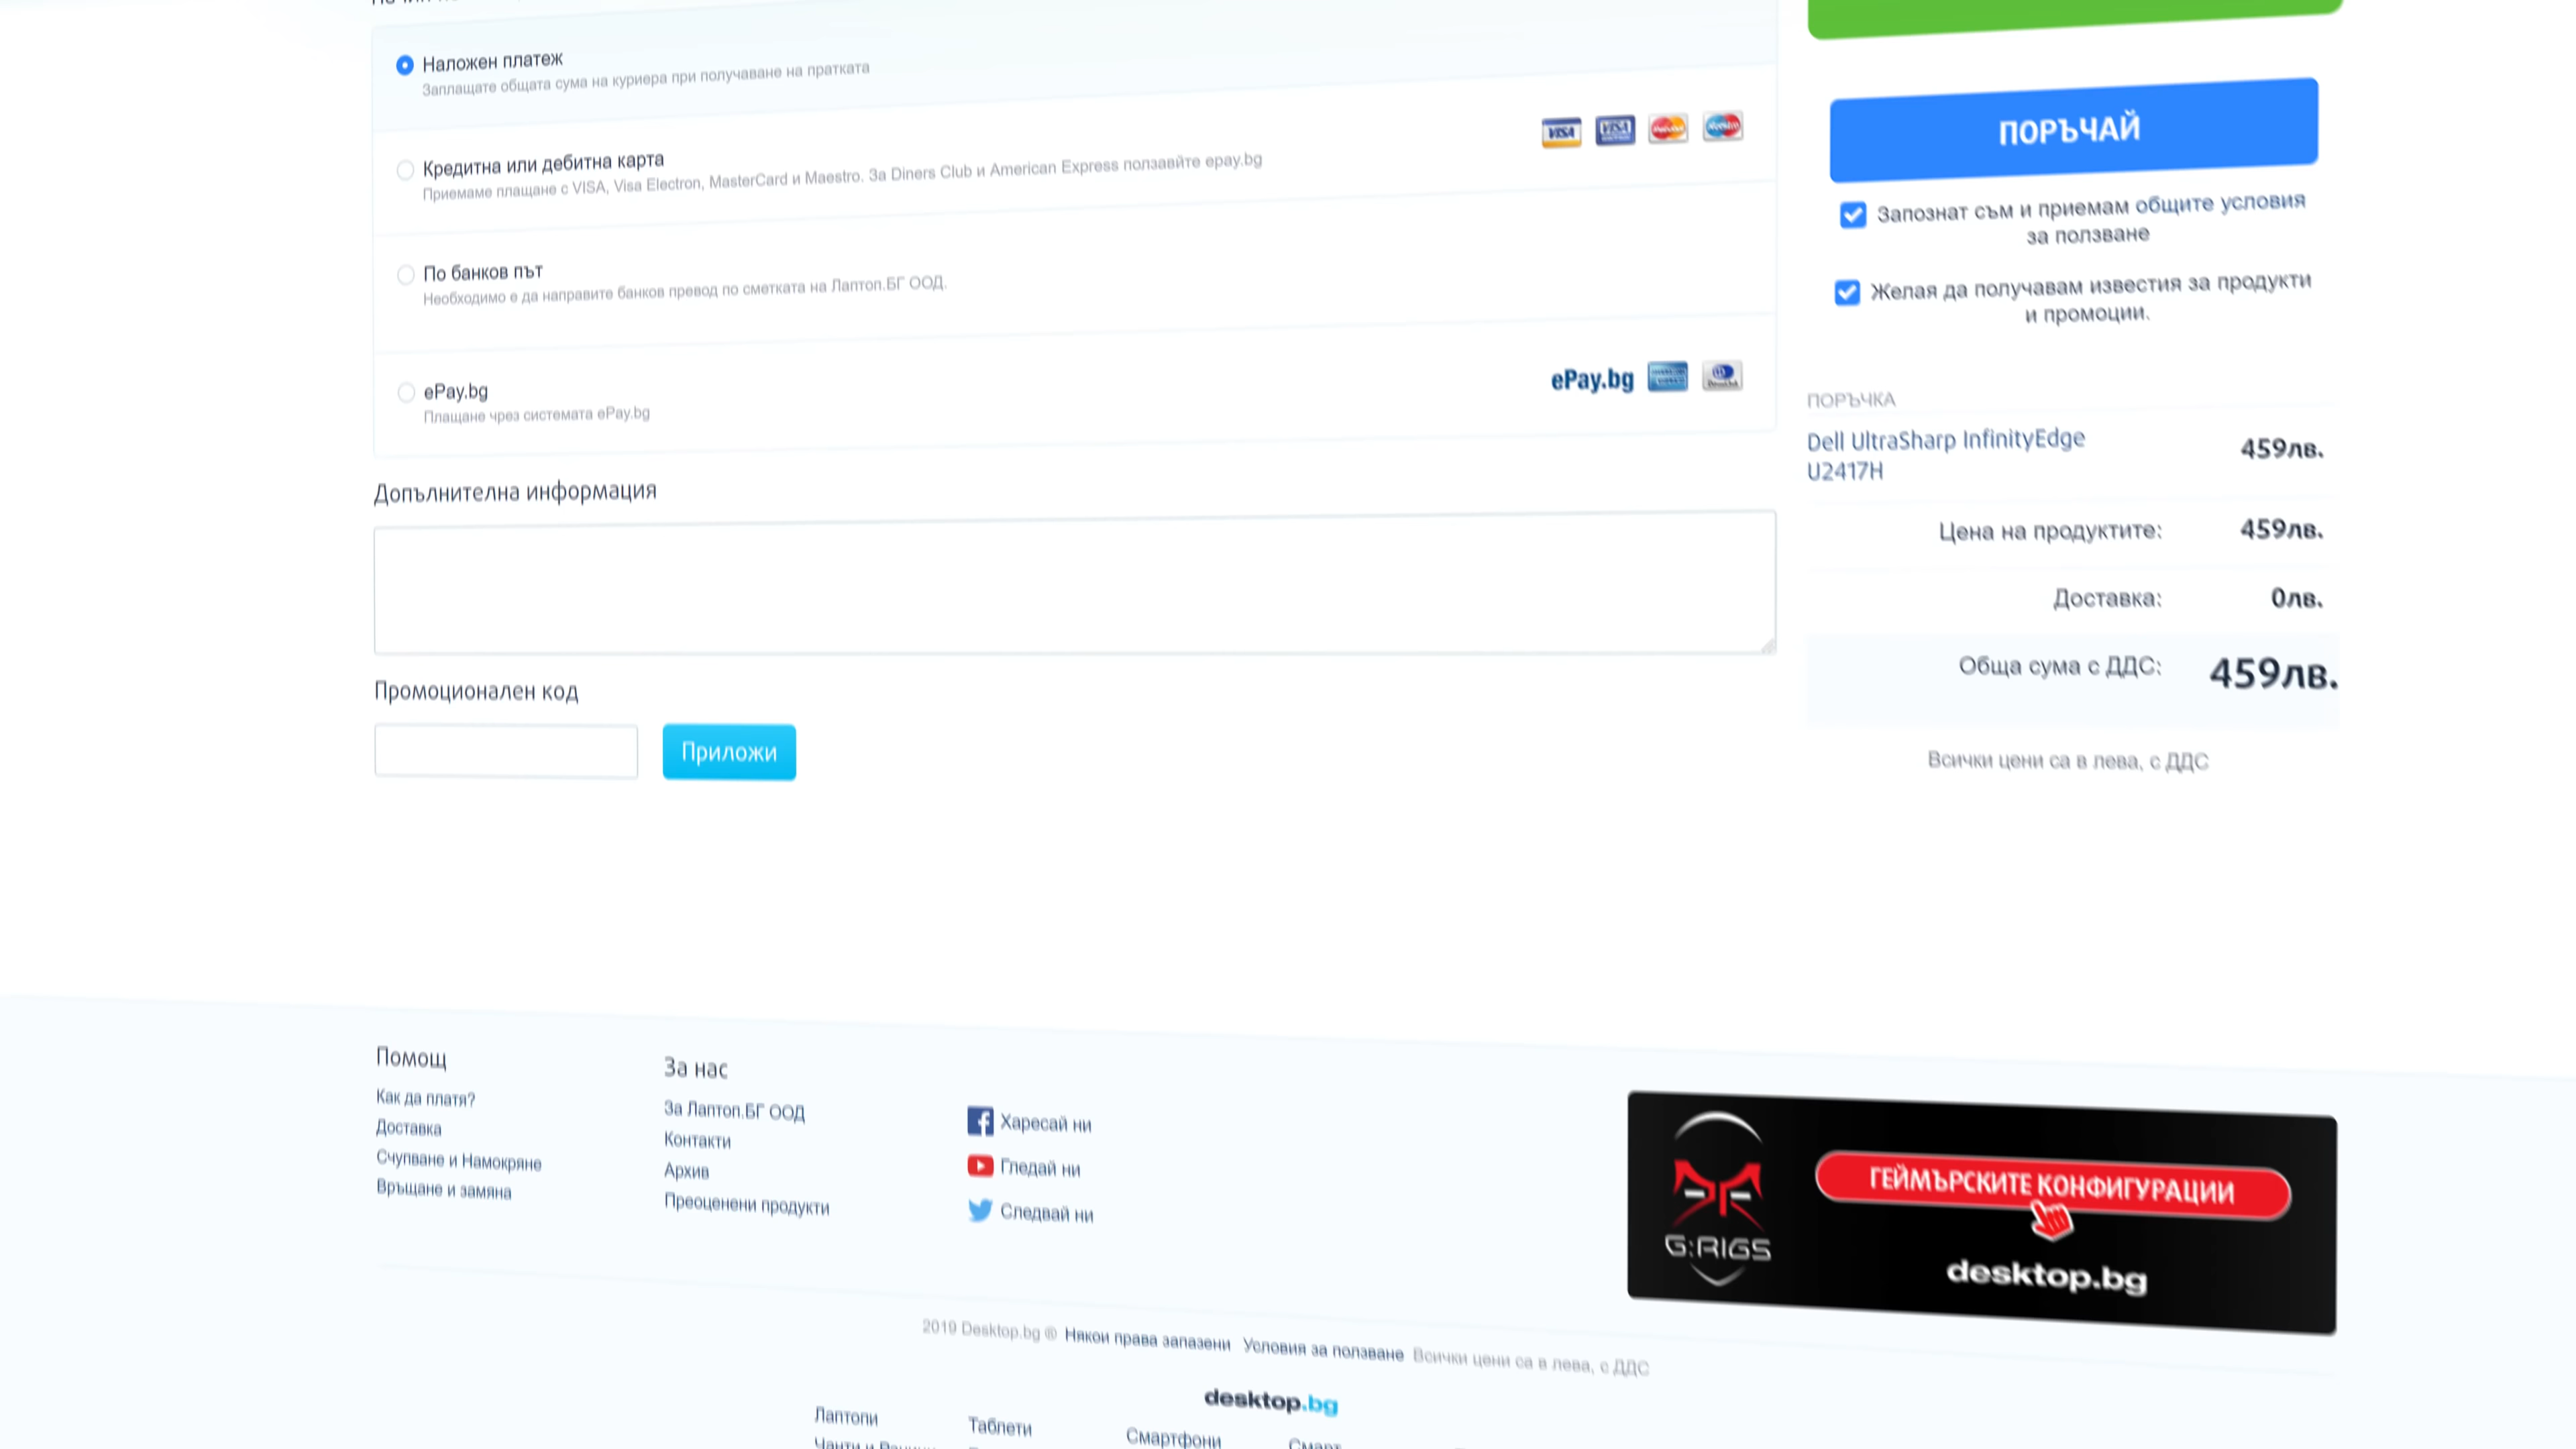 Наложен платеж
Заплащате общата сума на куриера при получаване на пратката
Кредитна или дебитна карта
Приемаме плащане с VISA, Visa Electron, MasterCard и Maestro. За Diners Club и American Express ползавйте epay.bg
VISA
VISA
По банков път
Необходимо е да направите банков превод по сметката на Лаптоп.БГ ООД.
ePay.bg
Плащане чрез системата ePay.bg
ePay.bg
Допълнителна информация
Промоционален код
Приложи
ПОРЪЧАЙ
Запознат съм и приемам общите условия
за ползване
Желая да получавам известия за продукти
и промоции.
ПОРЪЧКА
Dell UltraSharp InfinityEdge
U2417H
459лв.
Цена на продуктите: 459лв.
Доставка: 0лв.
Обща сума с ДДС: 459лв.
Всички цени са в лева, с ДДС
Помощ
Как да платя?
Доставка
Счупване и Намокряне
Връщане и замяна
За нас
За Лаптоп.БГ ООД
Контакти
Архив
Преоценени продукти
Харесай ни
Гледай ни
Следвай ни
G:RIGS
ГЕЙМЪРСКИТЕ КОНФИГУРАЦИИ
desktop.bg
2019 Desktop.bg ® Някои права запазени Условия за ползване Всички цени са в лева, с ДДС
desktop.bg
Лаптопи
Таблети
Смартфони